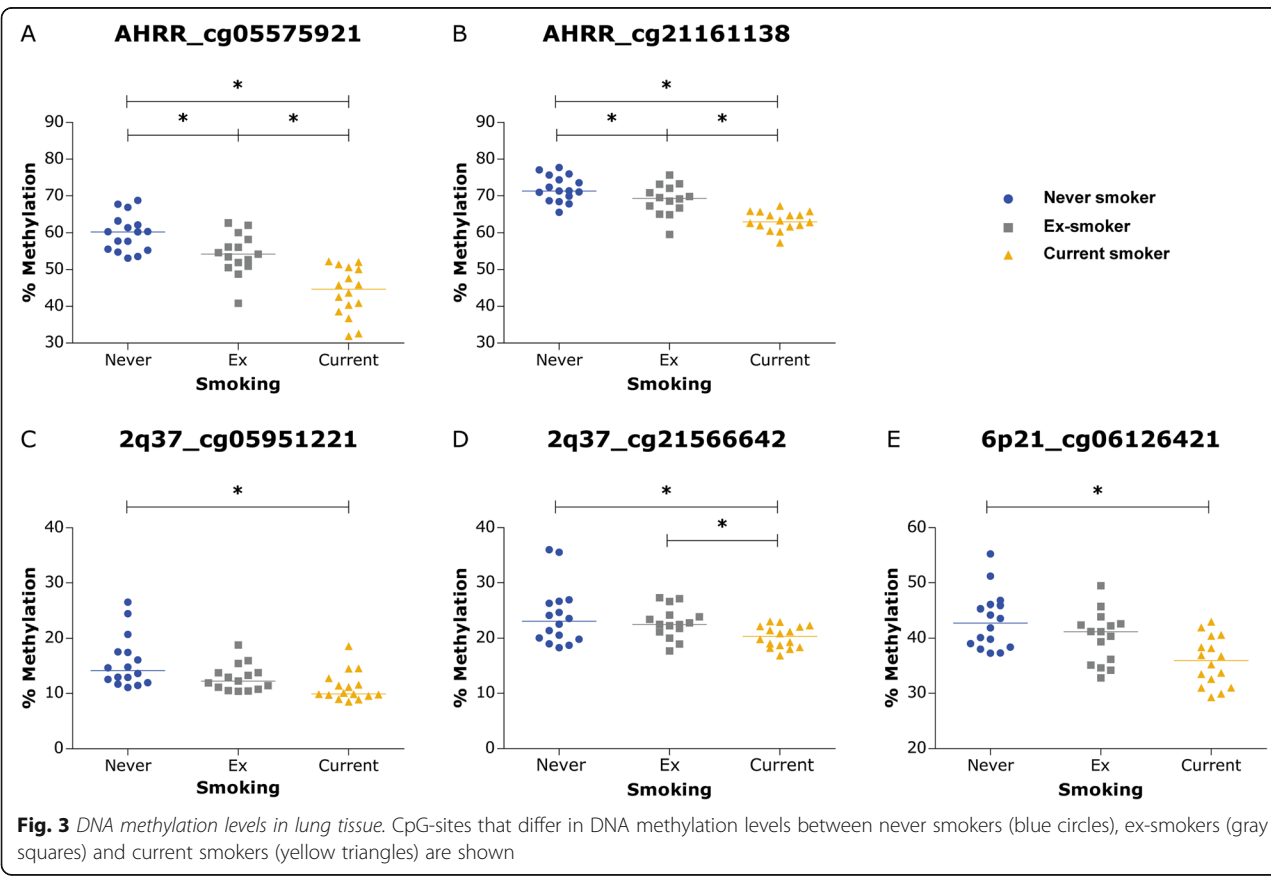 A AHRR_cg05575921
B AHRR_cg21161138
*
* *
90
80
70
60
50
40
30
% Methylation
Never Ex Current
Smoking
*
* *
90
80
70
60
50
40
30
% Methylation
Never Ex Current
Smoking
Never smoker
Ex-smoker
Current smoker
C 2q37_cg05951221
*
40
30
20
10
0
% Methylation
Never Ex Current
Smoking
D 2q37_cg21566642
*
*
40
30
20
10
0
% Methylation
Never Ex Current
Smoking
E 6p21_cg06126421
*
60
50
40
30
20
% Methylation
Never Ex Current
Smoking
Fig. 3 DNA methylation levels in lung tissue. CpG-sites that differ in DNA methylation levels between never smokers (blue circles), ex-smokers (gray
squares) and current smokers (yellow triangles) are shown